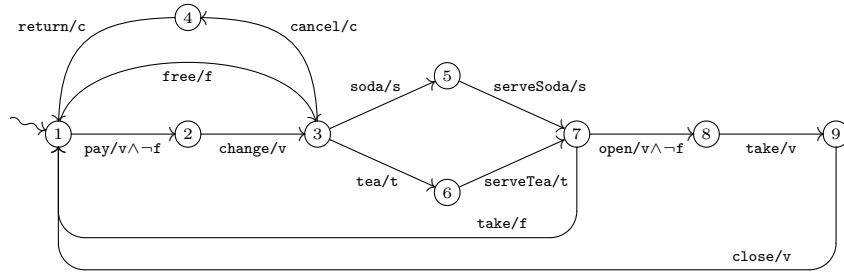 return/c 4 cancel/c
free/f
soda/s 5 serveSoda/s
1 pay/v∧¬f 2 change/v 3 7 open/v∧¬f 8 take/v 9
tea/t 6 serveTea/t
take/f
close/v